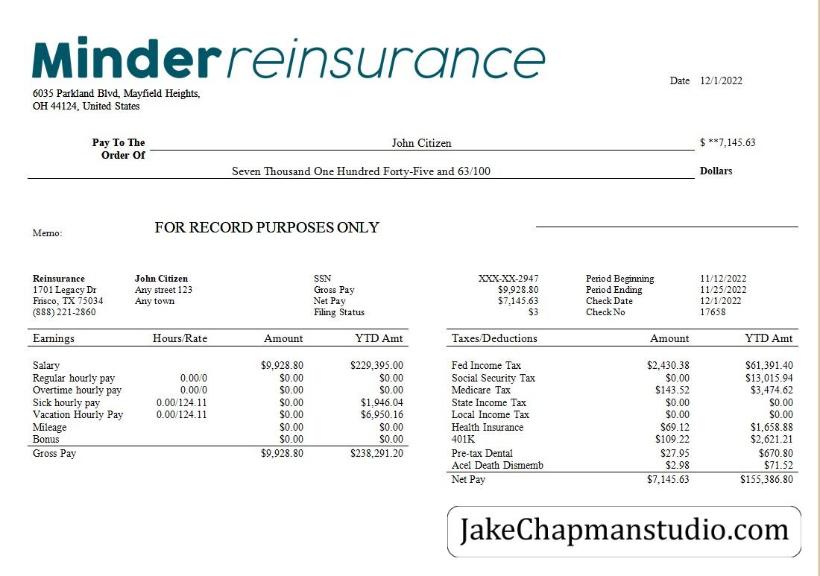 Minder reinsurance
6035 Parkland Blvd, Mayfield Heights,
OH 44124, United States
Date 12/1/2022
Pay To The Order Of John Citizen $ **7,145.63
Seven Thousand One Hundred Forty-Five and 63/100 Dollars
Memo: FOR RECORD PURPOSES ONLY
Reinsurance John Citizen SSN XXX-XX-2947 Period Beginning 11/12/2022
1701 Legacy Dr Any street 123 Gross Pay $9,928.80 Period Ending 11/25/2022
Frisco, TX 75034 Any town Net Pay $7,145.63 Check Date 12/1/2022
(888) 221-2860 Filing Status $3 Check No 17658
Earnings Hours/Rate Amount YTD Amt
Salary $9,928.80 $229,395.00
Regular hourly pay 0.00/0 $0.00 $0.00
Overtime hourly pay 0.00/0 $0.00 $0.00
Sick hourly pay 0.00/124.11 $0.00 $1,946.04
Vacation Hourly Pay 0.00/124.11 $0.00 $6,950.16
Mileage $0.00 $0.00
Bonus $0.00 $0.00
Gross Pay $9,928.80 $238,291.20
Taxes/Deductions Amount YTD Amt
Fed Income Tax $2,430.38 $61,391.40
Social Security Tax $0.00 $13,015.94
Medicare Tax $143.52 $3,474.62
State Income Tax $0.00 $0.00
Local Income Tax $0.00 $0.00
Health Insurance $69.12 $1,658.88
401K $109.22 $2,621.21
Pre-tax Dental $27.95 $670.80
Acel Death Dismemb $2.98 $71.52
Net Pay $7,145.63 $155,386.80
JakeChapmanstudio.com